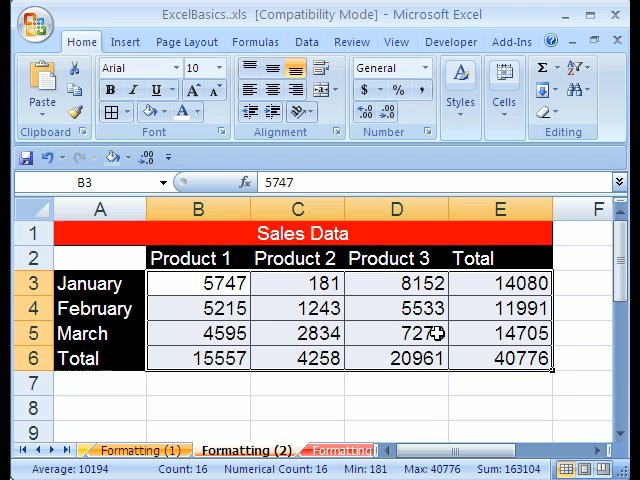 ExcelBasics..xls [Compatibility Mode] - Microsoft Excel
Home Insert Page Layout Formulas Data Review View Developer Add-Ins
Paste Arial 10 General Styles Cells
B I U A A $ % ,
Clipboard Font Alignment Number Editing
B3 fx 5747
A B C D E F
1 Sales Data
2 Product 1 Product 2 Product 3 Total
3 January 5747 181 8152 14080
4 February 5215 1243 5533 11991
5 March 4595 2834 14705
6 Total 15557 4258 20961 40776
7
8
9
Formatting (1) Formatting (2) Formatting
Average: 10194 Count: 16 Numerical Count: 16 Min: 181 Max: 40776 Sum: 163104